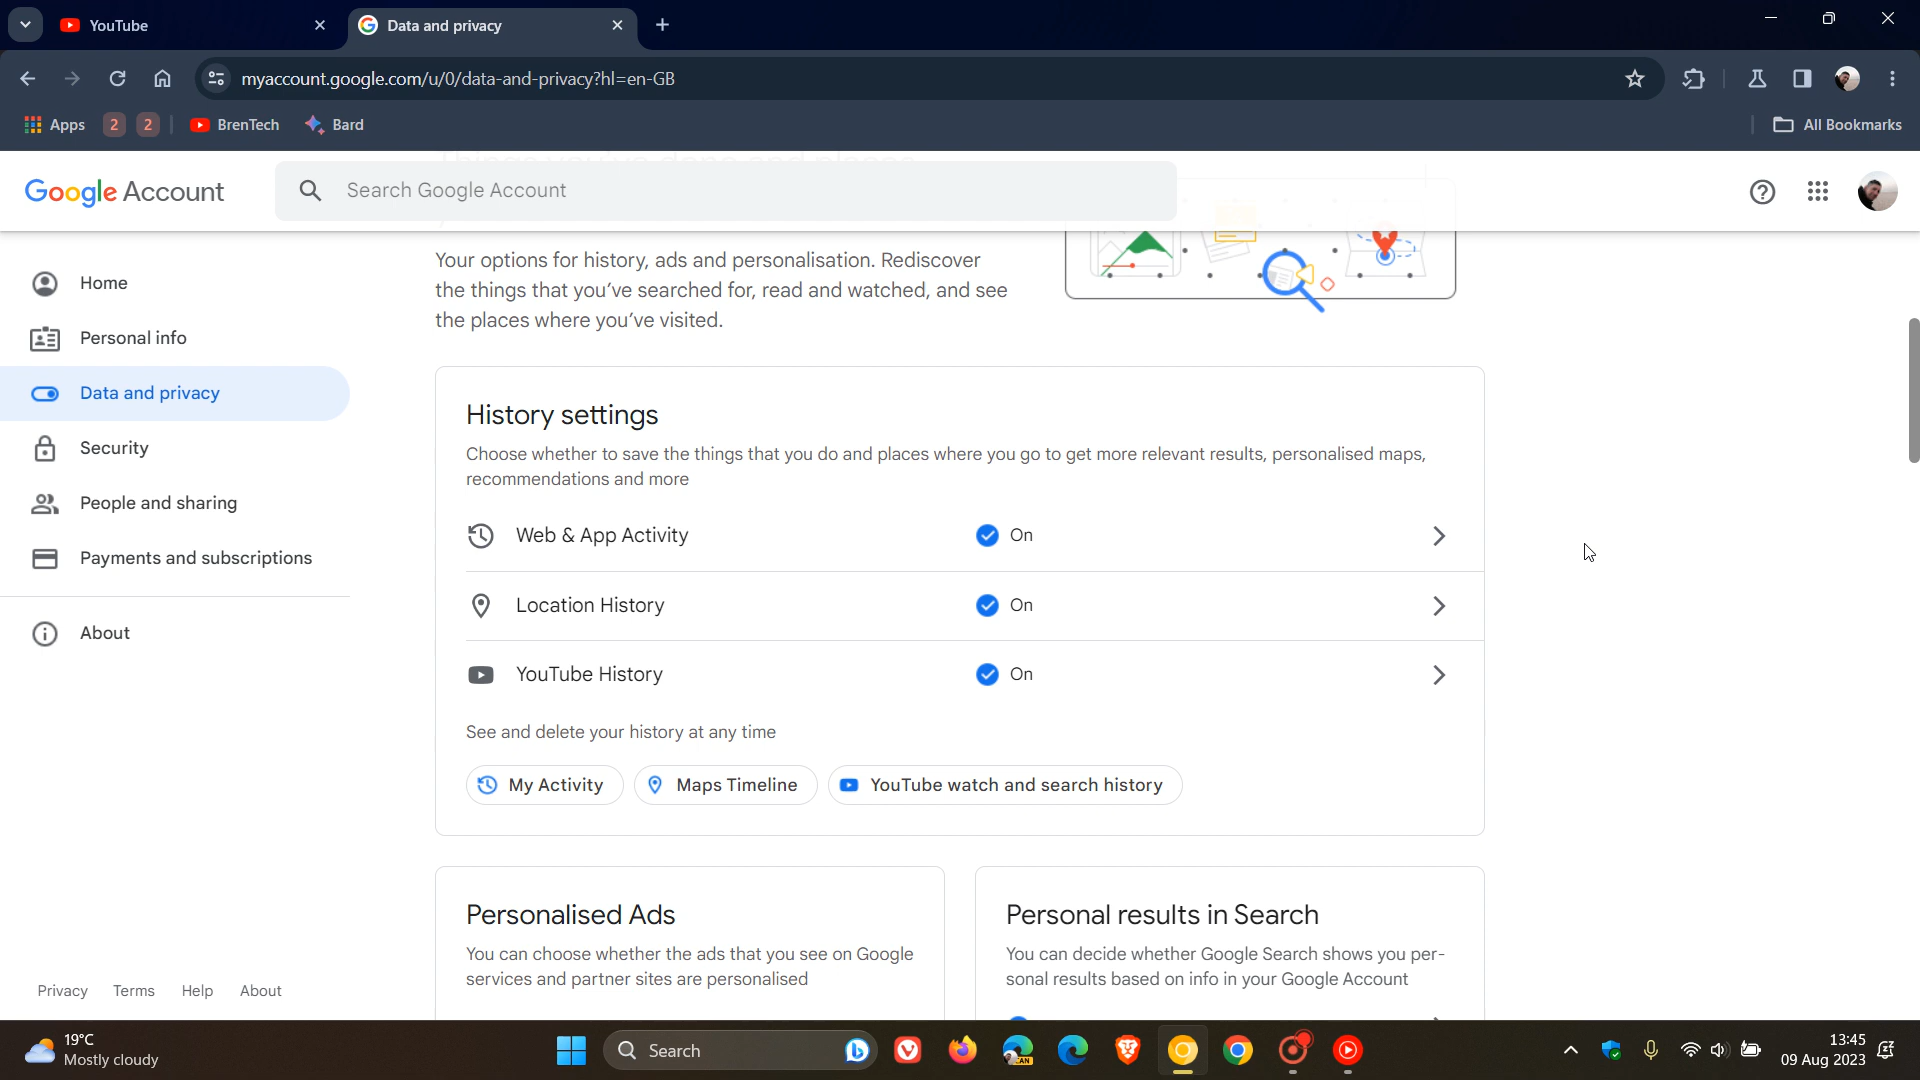 YouTube
Data and privacy
myaccount.google.com/u/0/data-and-privacy?hl=en-GB
Apps
2
2
BrenTech
Bard
All Bookmarks
Google Account
Search Google Account
Things you've done and places
Your options for history, ads and personalisation. Rediscover
the things that you've searched for, read and watched, and see
the places where you've visited.
Home
Personal info
Data and privacy
Security
People and sharing
Payments and subscriptions
About
History settings
Choose whether to save the things that you do and places where you go to get more relevant results, personalised maps,
recommendations and more
Web & App Activity
On
Location History
On
YouTube History
On
See and delete your history at any time
My Activity
Maps Timeline
YouTube watch and search history
Personalised Ads
You can choose whether the ads that you see on Google
services and partner sites are personalised
Personal results in Search
You can decide whether Google Search shows you per-
sonal results based on info in your Google Account
Privacy
Terms
Help
About
19°C
Mostly cloudy
Search
CAN
13:45
09 Aug 2023